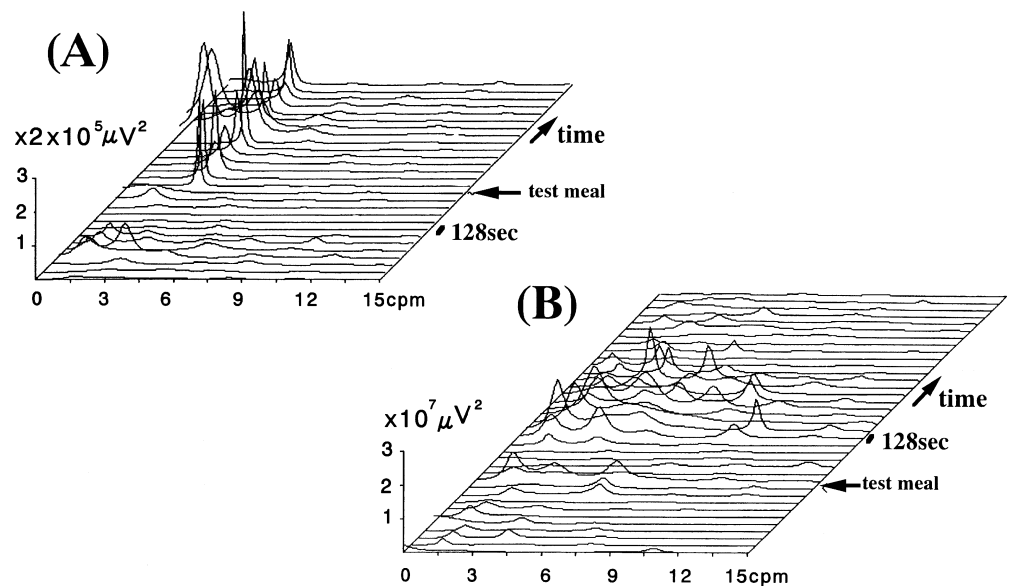 (A)
x2x10⁵μV²
3
2
1
0 3 6 9 12 15cpm
time
test meal
128sec
(B)
x10⁷μV²
3
2
1
0 3 6 9 12 15cpm
time
128sec
test meal